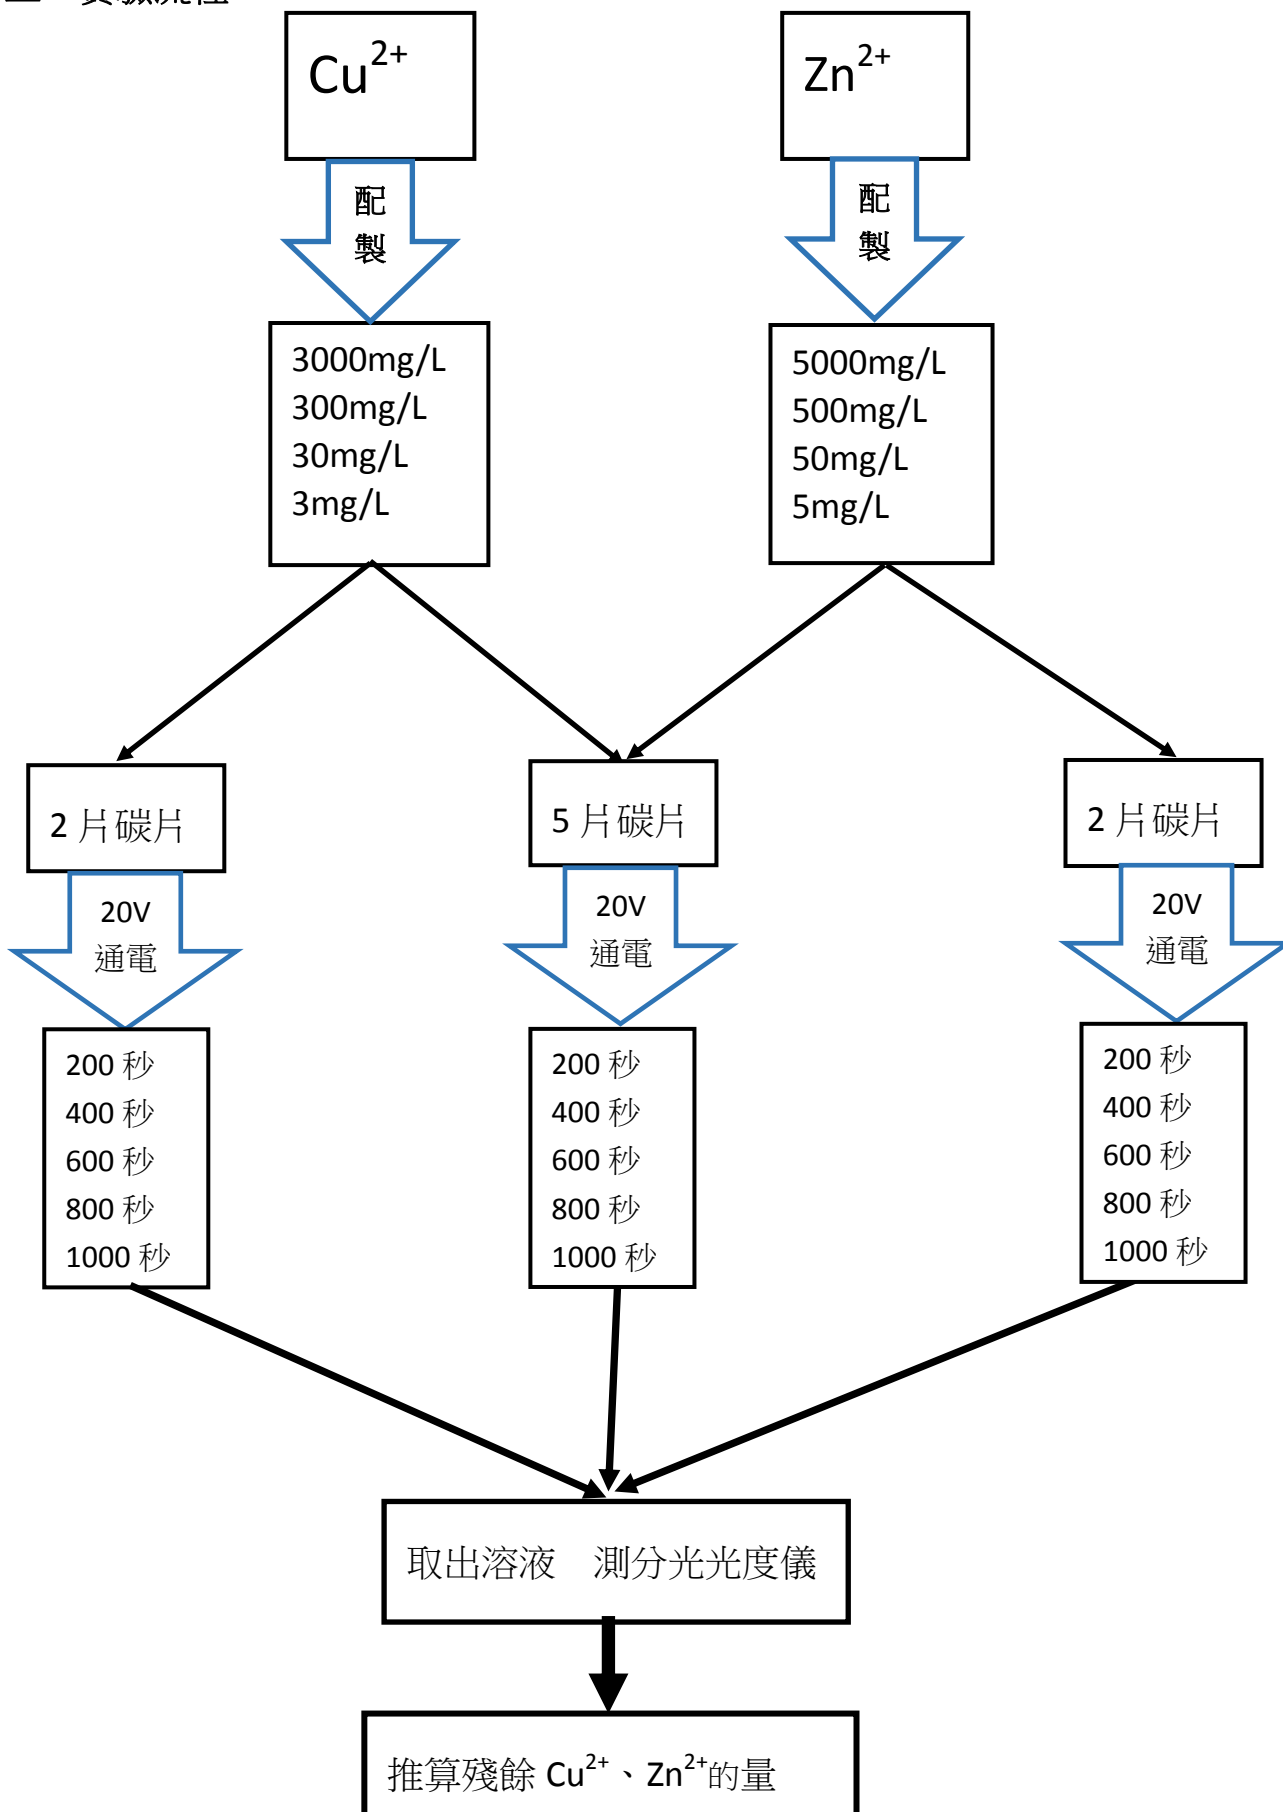 Cu²⁺
Zn²⁺
配
製
配
製
3000mg/L
300mg/L
30mg/L
3mg/L
5000mg/L
500mg/L
50mg/L
5mg/L
2 片碳片
5 片碳片
2 片碳片
20V
通電
20V
通電
20V
通電
200 秒
400 秒
600 秒
800 秒
1000 秒
200 秒
400 秒
600 秒
800 秒
1000 秒
200 秒
400 秒
600 秒
800 秒
1000 秒
取出溶液　測分光光度儀
推算殘餘 Cu²⁺、Zn²⁺的量